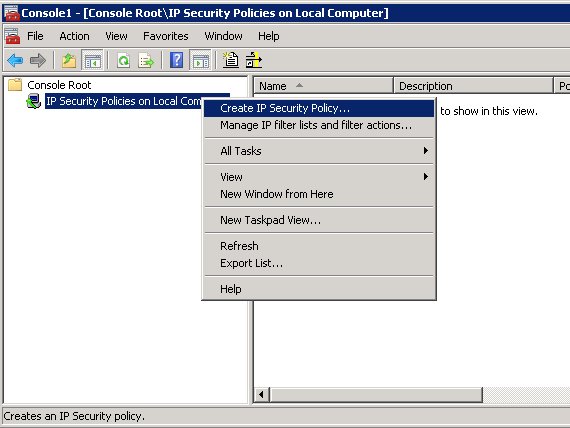 Console1 - [Console Root\IP Security Policies on Local Computer]
File Action View Favorites Window Help
Console Root
IP Security Policies on Local Com
Name Description Po
to show in this view.
Create IP Security Policy...
Manage IP filter lists and filter actions...
All Tasks
View
New Window from Here
New Taskpad View...
Refresh
Export List...
Help
Creates an IP Security policy.